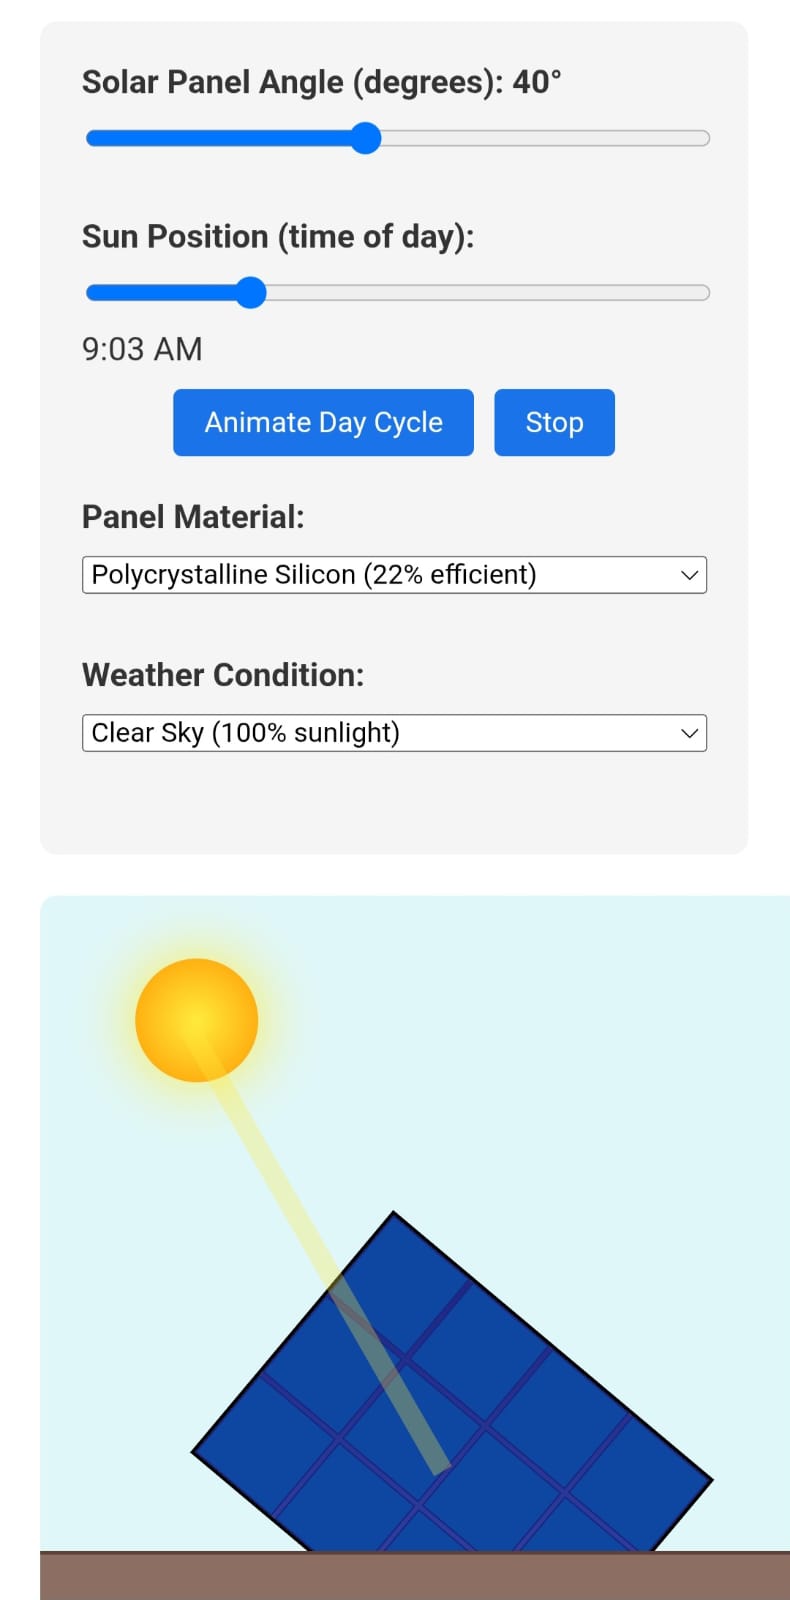 Solar Panel Angle (degrees): 40°
Sun Position (time of day):
9:03 AM
Animate Day Cycle
Stop
Panel Material:
Polycrystalline Silicon (22% efficient)
Weather Condition:
Clear Sky (100% sunlight)